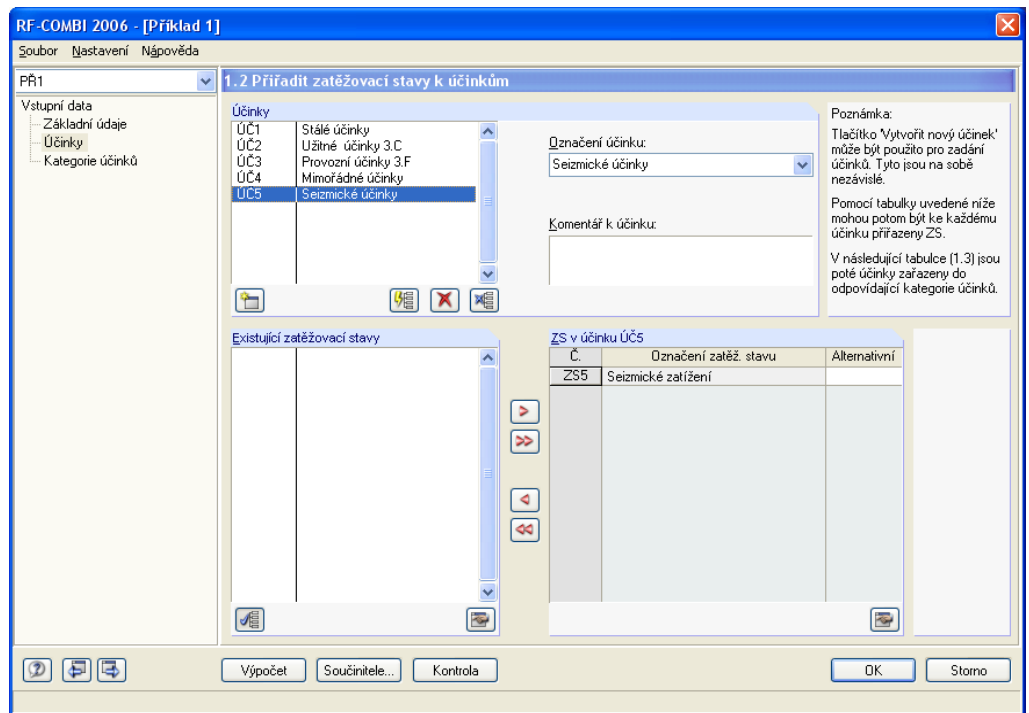 RF-COMBI 2006 - [Příklad 1]
Soubor Nastavení Nápověda
PŘ1
Vstupní data
Základní údaje
Účinky
Kategorie účinků
1.2 Přiřadit zatěžovací stavy k účinkům
Účinky
ÚČ1 Stálé účinky
ÚČ2 Užitné účinky 3.C
ÚČ3 Provozní účinky 3.F
ÚČ4 Mimořádné účinky
ÚČ5 Seizmické účinky
Označení účinku:
Seizmické účinky
Komentář k účinku:
Poznámka:
Tlačítko 'Vytvořit nový účinek'
může být použito pro zadání
účinků. Tyto jsou na sobě
nezávislé.
Pomocí tabulky uvedené níže
mohou potom být ke každému
účinku přiřazeny ZS.
V následující tabulce (1.3) jsou
poté účinky zařazeny do
odpovídající kategorie účinků.
Existující zatěžovací stavy
ZS v účinku ÚČ5
Č. Označení zatěž. stavu Alternativní
ZS5 Seizmické zatížení
Výpočet Součinitele... Kontrola OK Storno